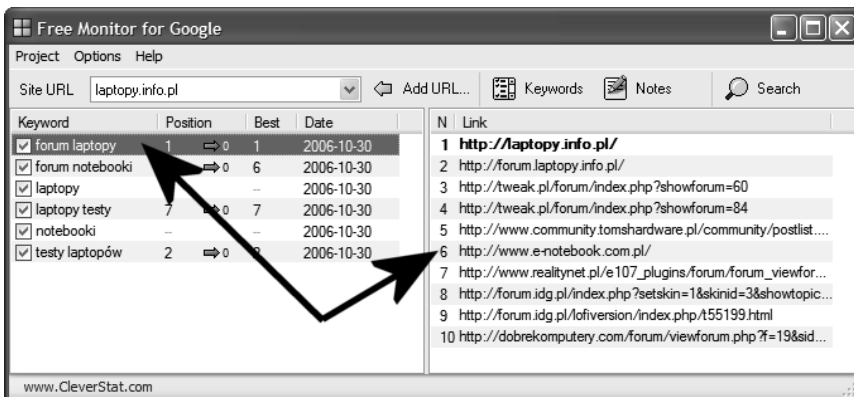 Free Monitor for Google
Project Options Help
Site URL laptopy.info.pl Add URL... Keywords Notes Search
Keyword Position Best Date
forum laptopy 1 0 1 2006-10-30
forum notebooki 6 0 6 2006-10-30
laptopy -- 2006-10-30
laptopy testy 7 0 7 2006-10-30
notebooki -- -- 2006-10-30
testy laptopów 2 0 2006-10-30
N Link
1 http://laptopy.info.pl/
2 http://forum.laptopy.info.pl/
3 http://tweak.pl/forum/index.php?showforum=60
4 http://tweak.pl/forum/index.php?showforum=84
5 http://www.community.tomshardware.pl/community/postlist....
6 http://www.e-notebook.com.pl/
7 http://www.realitynet.pl/e107_plugins/forum/forum_viewfor...
8 http://forum.idg.pl/index.php?setskin=1&skinid=3&showtopic...
9 http://forum.idg.pl/lofiversion/index.php/t55199.html
10 http://dobrekomputery.com/forum/viewforum.php?f=19&sid...
www.CleverStat.com